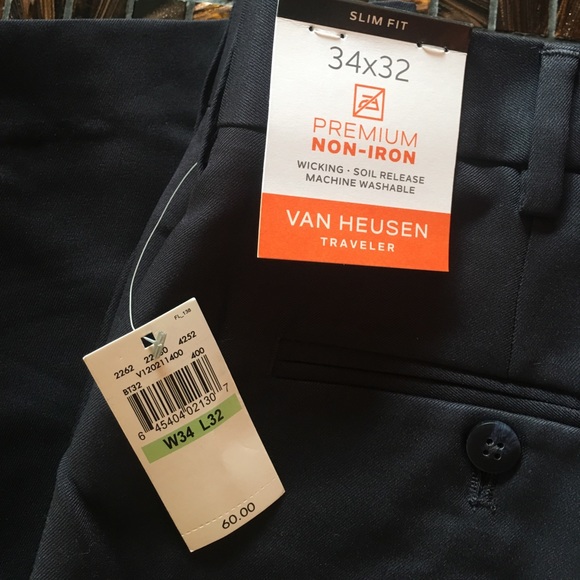 SLIM FIT
34x32
PREMIUM
NON-IRON
WICKING · SOIL RELEASE
MACHINE WASHABLE
VAN HEUSEN
TRAVELER
FL_138
2262 4252
V120211400 400
BT32
6 45404 02130 7
W34 L32
60.00